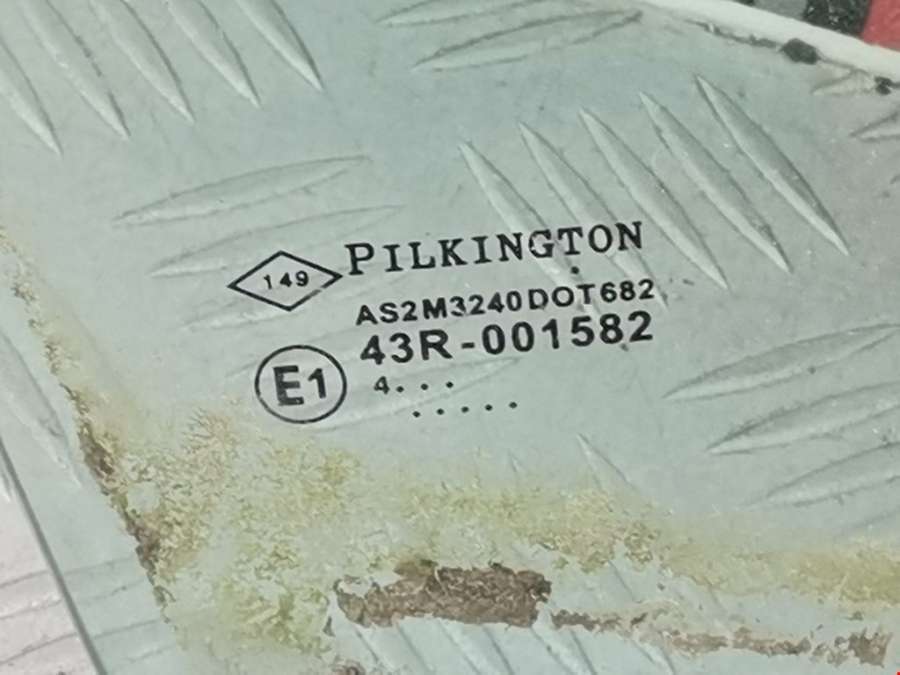 149 PILKINGTON
AS2M3240DOT682
43R-001582
E1 4...
.....